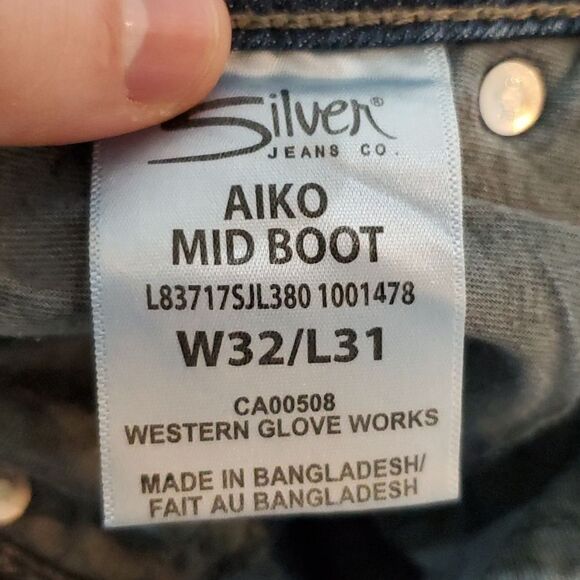 Silver®
JEANS CO.
AIKO
MID BOOT
L83717SJL380 1001478
W32/L31
CA00508
WESTERN GLOVE WORKS
MADE IN BANGLADESH/
FAIT AU BANGLADESH